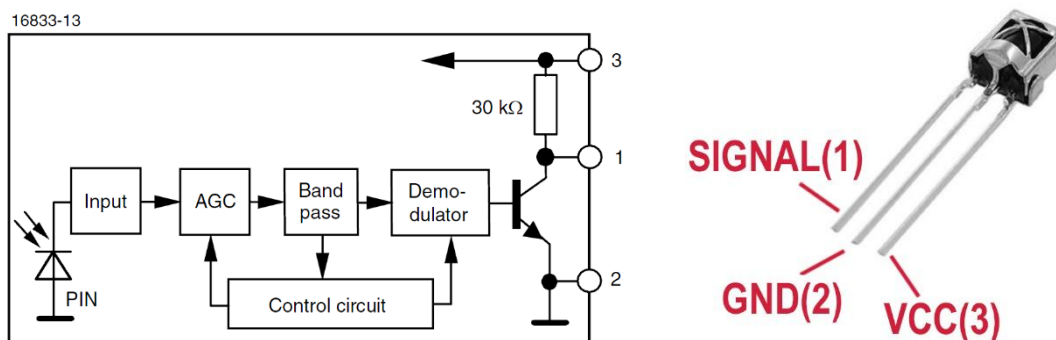 16833-13
3
30 kΩ
1
Input
AGC
Band
pass
Demo-
dulator
2
PIN
Control circuit
SIGNAL(1)
GND(2)
VCC(3)